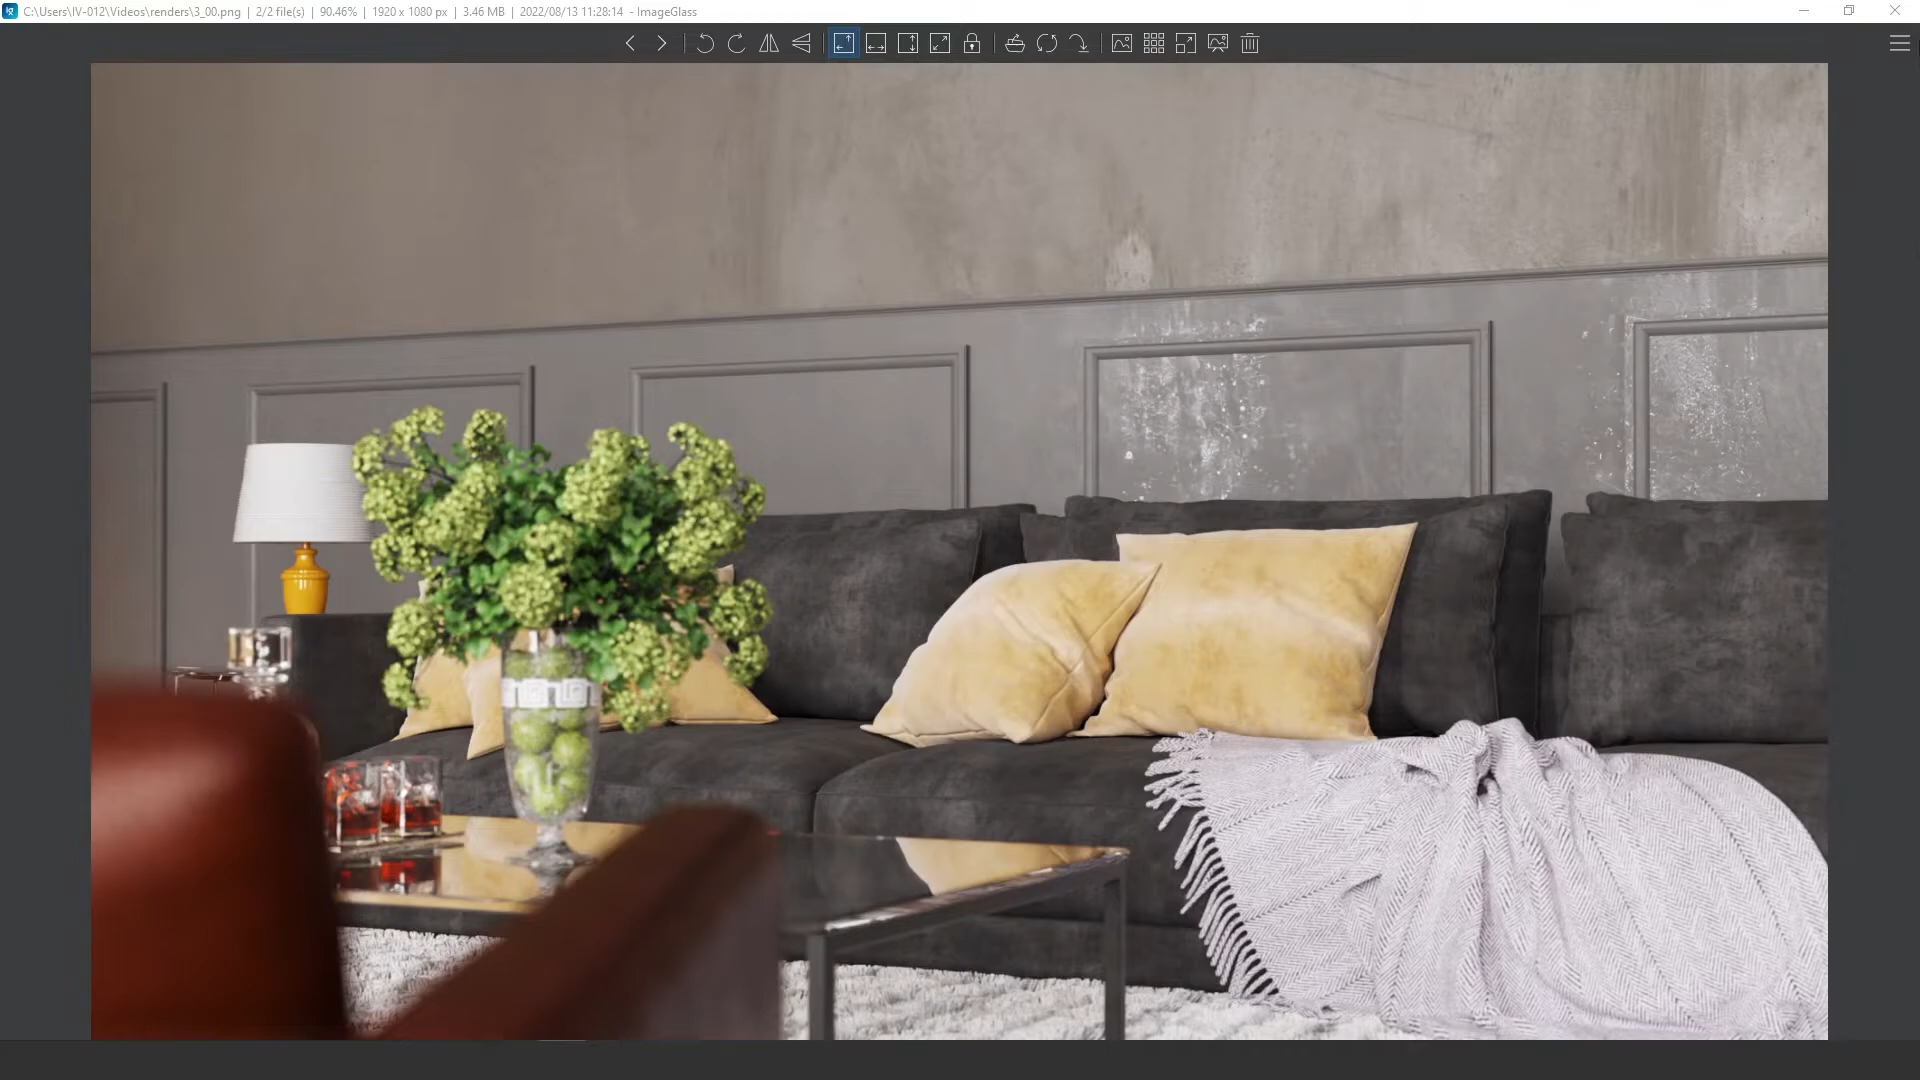 C:\Users\IV-012\Videos\renders\3_00.png | 2/2 file(s) | 90.46% | 1920 x 1080 px | 3.46 MB | 2022/08/13 11:28:14 - ImageGlass